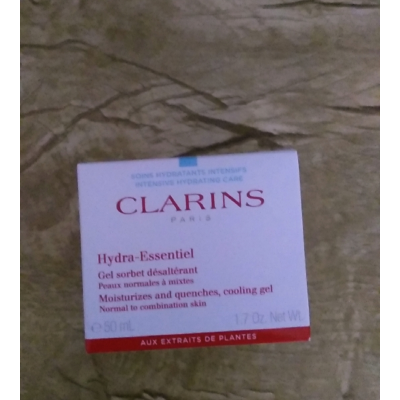 SOINS HYDRATANTS INTENSIFS
INTENSIVE HYDRATING CARE
CLARINS
PARIS
Hydra-Essentiel
Gel sorbet désaltérant
Peaux normales à mixtes
Moisturizes and quenches, cooling gel
Normal to combination skin
℮ 50 mL 1.7 Oz. Net Wt.
AUX EXTRAITS DE PLANTES